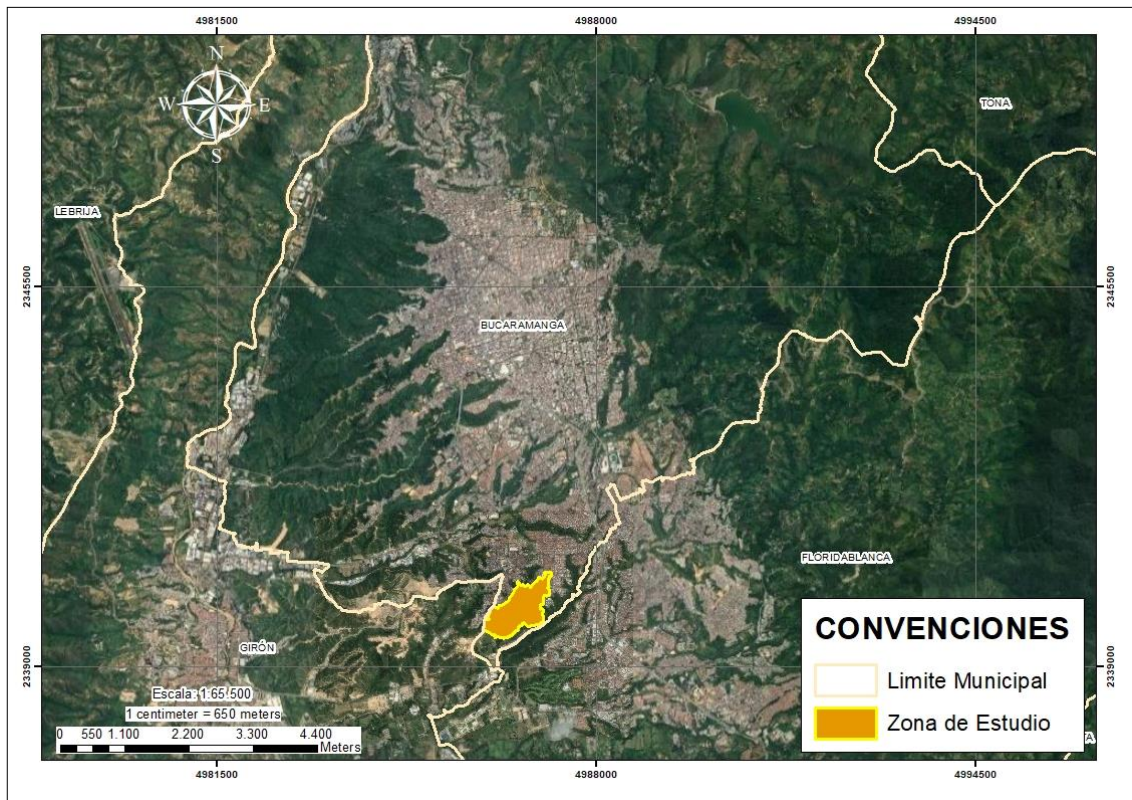 4981500
4988000
4994500
N
W E
S
TONA
LEBRIJA
2345500
2345500
BUCARAMANGA
FLORIDABLANCA
GIRÓN
2339000
2339000
CONVENCIONES
Limite Municipal
Zona de Estudio
Escala: 1:65.500
1 centimeter = 650 meters
0 550 1.100 2.200 3.300 4.400
Meters
TA
4981500
4988000
4994500